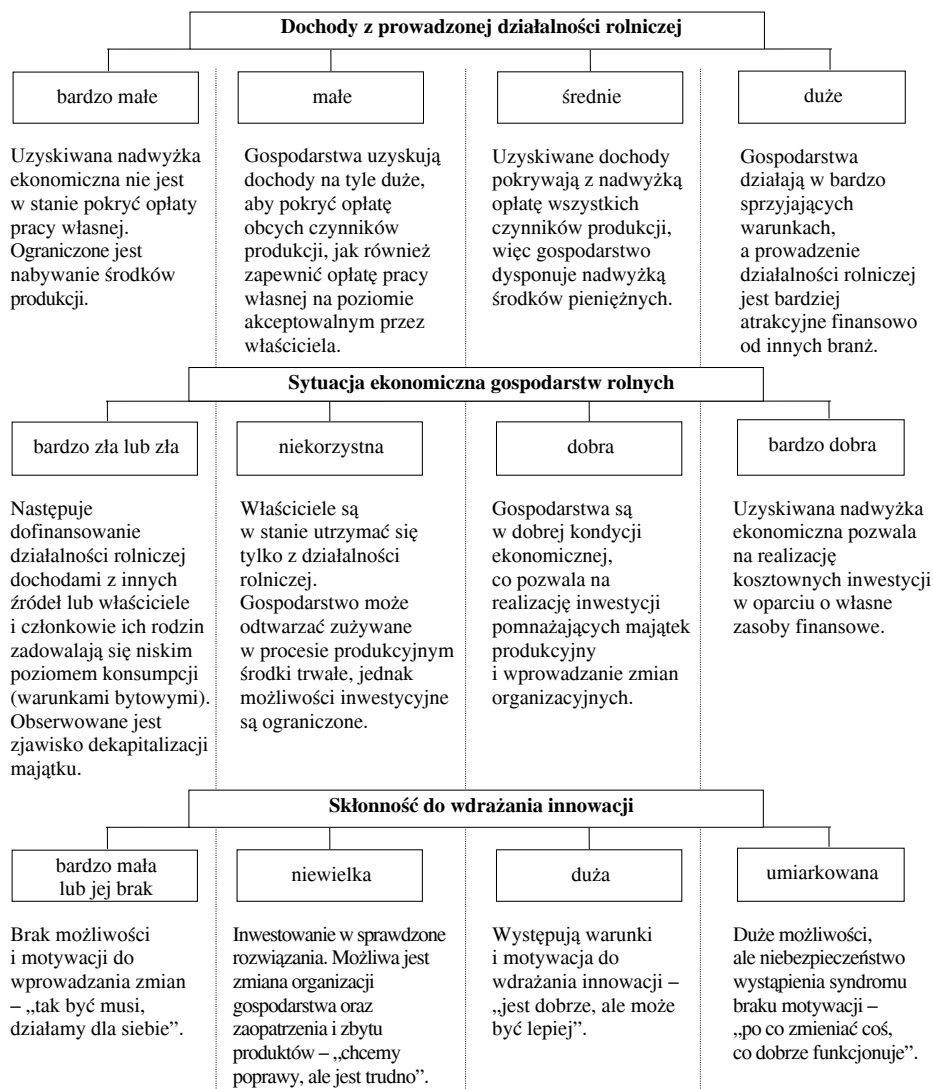 Dochody z prowadzonej działalności rolniczej
bardzo małe
małe
średnie
duże
Uzyskiwana nadwyżka
ekonomiczna nie jest
w stanie pokryć opłaty
pracy własnej.
Ograniczone jest
nabywanie środków
produkcji.
Gospodarstwa uzyskują
dochody na tyle duże,
aby pokryć opłatę
obcych czynników
produkcji, jak również
zapewnić opłatę pracy
własnej na poziomie
akceptowalnym przez
właściciela.
Uzyskiwane dochody
pokrywają z nadwyżką
opłatę wszystkich
czynników produkcji,
więc gospodarstwo
dysponuje nadwyżką
środków pieniężnych.
Gospodarstwa
działają w bardzo
sprzyjających
warunkach,
a prowadzenie
działalności rolniczej
jest bardziej
atrakcyjne finansowo
od innych branż.
Sytuacja ekonomiczna gospodarstw rolnych
bardzo zła lub zła
niekorzystna
dobra
bardzo dobra
Następuje
dofinansowanie
działalności rolniczej
dochodami z innych
źródeł lub właściciele
i członkowie ich rodzin
zadowalają się niskim
poziomem konsumpcji
(warunkami bytowymi).
Obserwowane jest
zjawisko dekapitalizacji
majątku.
Właściciele są
w stanie utrzymać się
tylko z działalności
rolniczej.
Gospodarstwo może
odtwarzać zużywane
w procesie produkcyjnym
środki trwałe, jednak
możliwości inwestycyjne
są ograniczone.
Gospodarstwa są
w dobrej kondycji
ekonomicznej,
co pozwala na
realizację inwestycji
pomnażających majątek
produkcyjny
i wprowadzanie zmian
organizacyjnych.
Uzyskiwana nadwyżka
ekonomiczna pozwala
na realizację
kosztownych inwestycji
w oparciu o własne
zasoby finansowe.
Skłonność do wdrażania innowacji
bardzo mała
lub jej brak
niewielka
duża
umiarkowana
Brak możliwości
i motywacji do
wprowadzania zmian
– „tak być musi,
działamy dla siebie”.
Inwestowanie w sprawdzone
rozwiązania. Możliwa jest
zmiana organizacji
gospodarstwa oraz
zaopatrzenia i zbytu
produktów – „chcemy
poprawy, ale jest trudno”.
Występują warunki
i motywacja do
wdrażania innowacji –
„jest dobrze, ale może
być lepiej”.
Duże możliwości,
ale niebezpieczeństwo
wystąpienia syndromu
braku motywacji –
„po co zmieniać coś,
co dobrze funkcjonuje”.